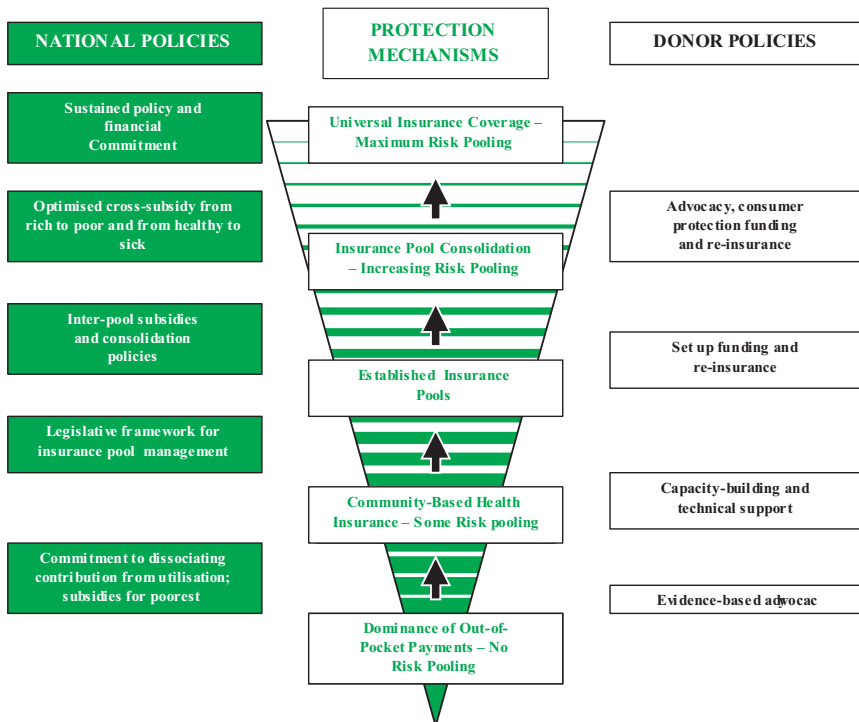 NATIONAL POLICIES
Sustained policy and
financial
Commitment
Optimised cross-subsidy from
rich to poor and from healthy to
sick
Inter-pool subsidies
and consolidation
policies
Legislative framework for
insurance pool management
Commitment to dissociating
contribution from utilisation;
subsidies for poorest
PROTECTION
MECHANISMS
Universal Insurance Coverage –
Maximum Risk Pooling
Insurance Pool Consolidation
– Increasing Risk Pooling
Established Insurance
Pools
Community-Based Health
Insurance – Some Risk pooling
Dominance of Out-of-
Pocket Payments – No
Risk Pooling
DONOR POLICIES
Advocacy, consumer
protection funding
and re-insurance
Set up funding and
re-insurance
Capacity-building and
technical support
Evidence-based advocac